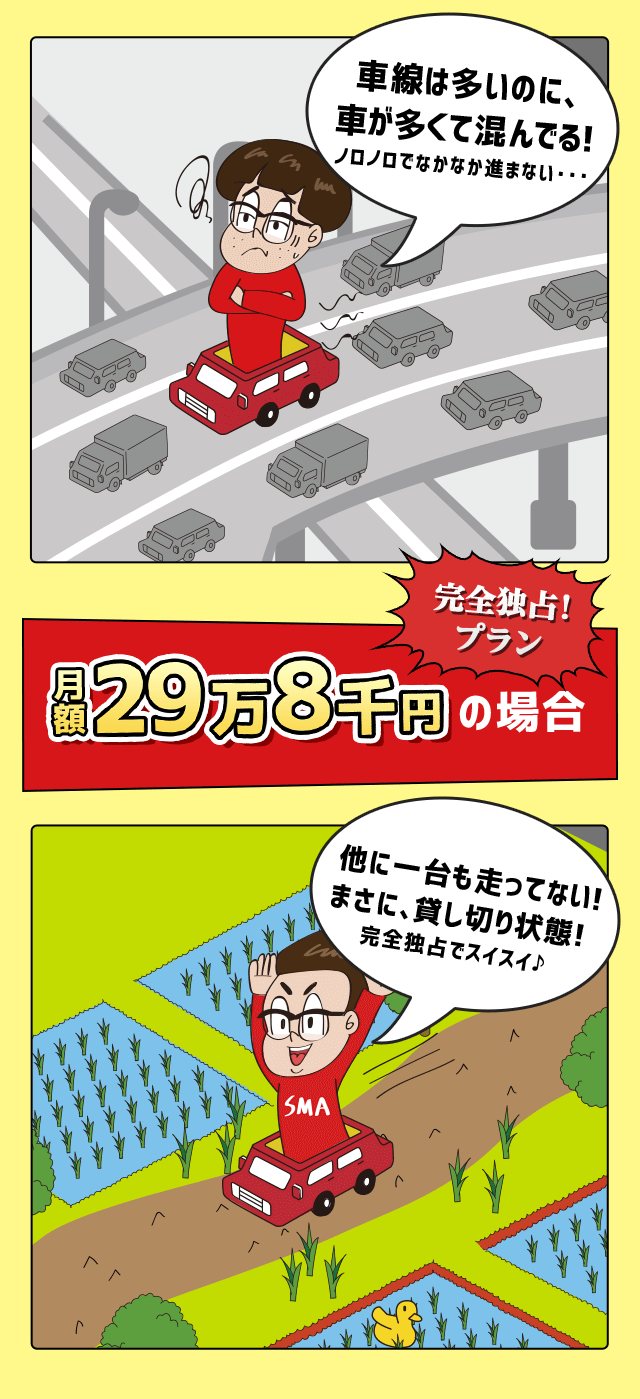 車線は多いのに、
車が多くて混んでる!
ノロノロでなかなか進まない・・・
完全独占!
プラン
月額29万8千円の場合
他に一台も走ってない!
まさに、貸し切り状態!
完全独占でスイスイ♪
SMA